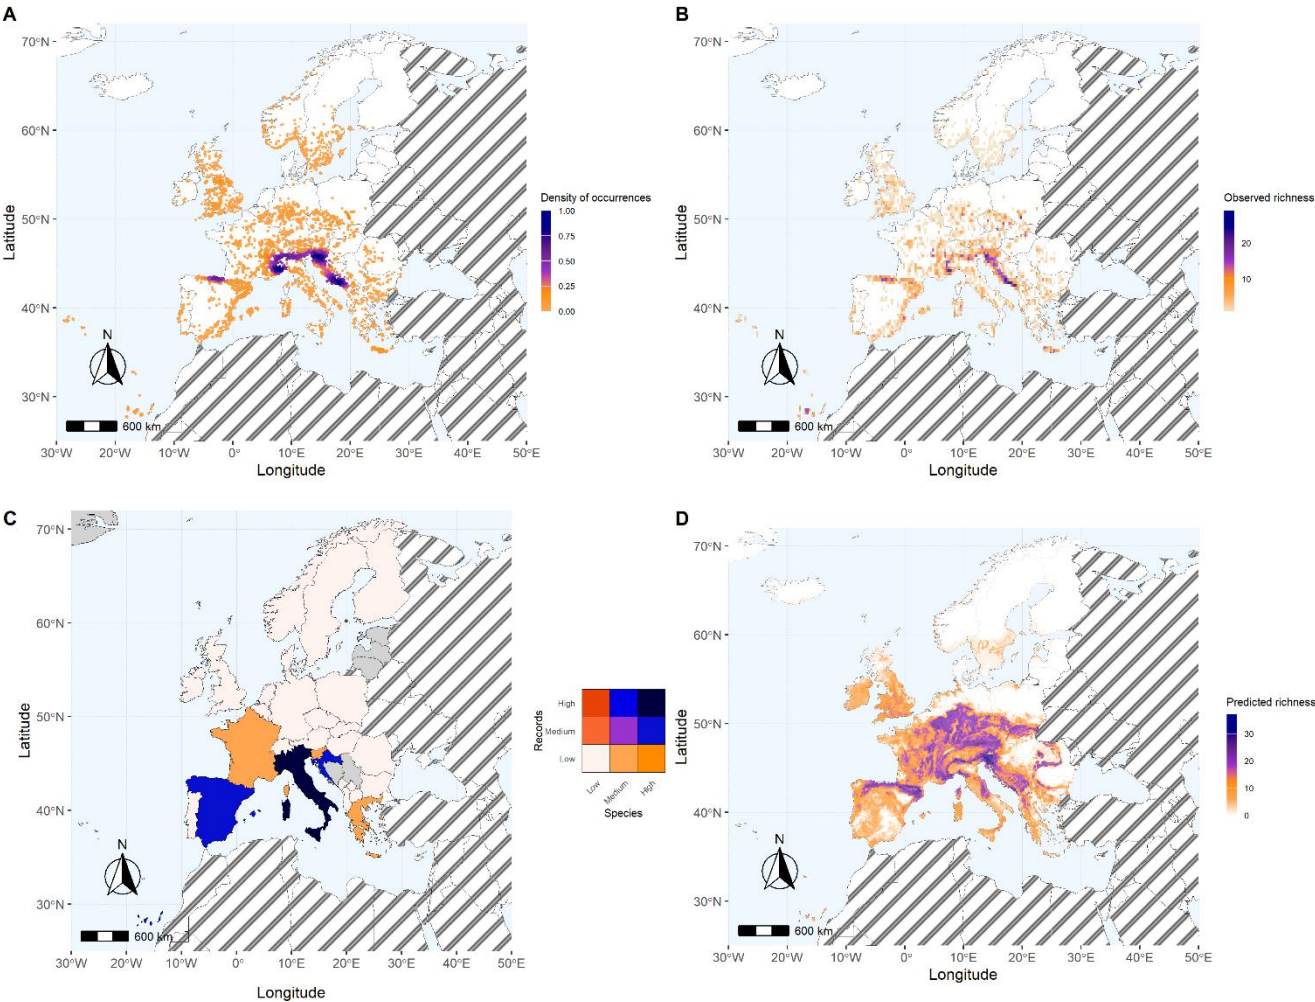 A
70°N
60°N
50°N
40°N
30°N
Latitude
N
600 km
30°W 20°W 10°W 0° 10°E 20°E 30°E 40°E 50°E
Longitude
Density of occurrences
1.00
0.75
0.50
0.25
0.00
B
70°N
60°N
50°N
40°N
30°N
Latitude
N
600 km
30°W 20°W 10°W 0° 10°E 20°E 30°E 40°E 50°E
Longitude
Observed richness
20
10
C
70°N
60°N
50°N
40°N
30°N
Latitude
N
600 km
30°W 20°W 10°W 0° 10°E 20°E 30°E 40°E 50°E
Longitude
Records
High
Medium
Low
Low Medium High
Species
D
70°N
60°N
50°N
40°N
30°N
Latitude
N
600 km
30°W 20°W 10°W 0° 10°E 20°E 30°E 40°E 50°E
Longitude
Predicted richness
30
20
10
0